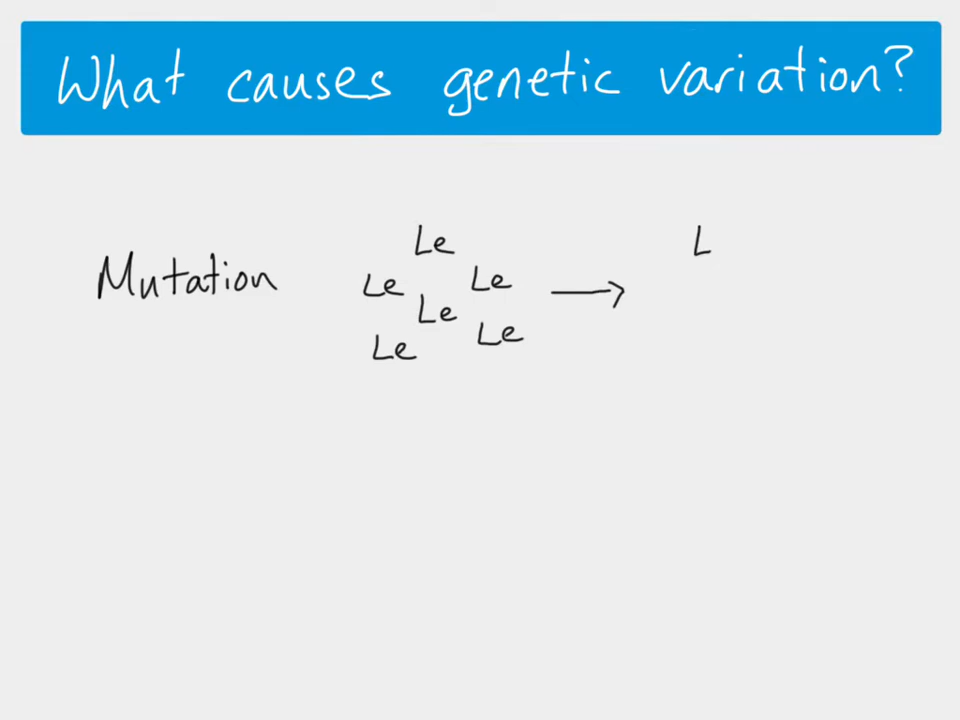 What causes genetic variation?
Le
Mutation Le Le → L
Le
Le Le